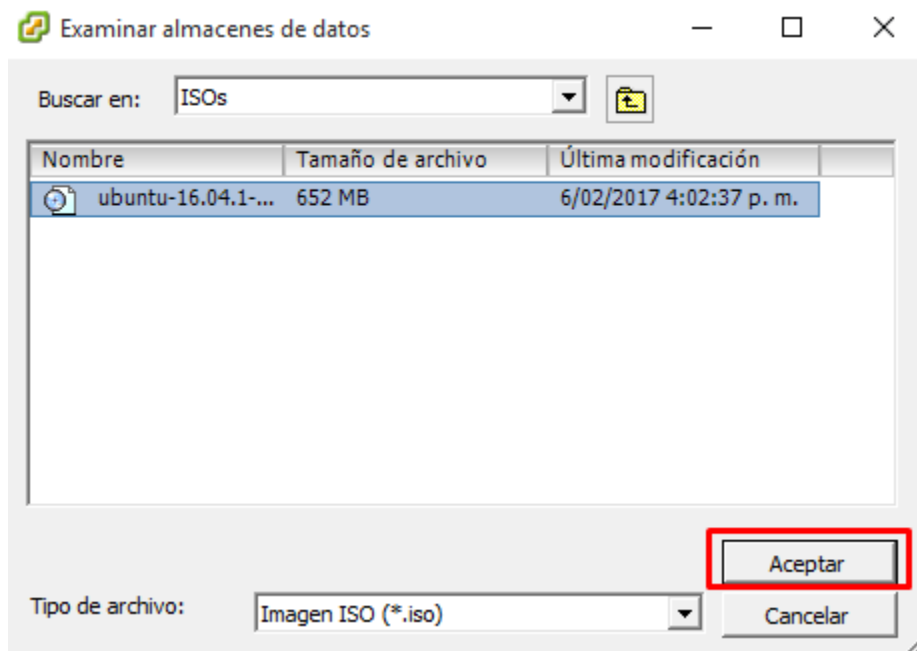 Examinar almacenes de datos
Buscar en: ISOs
Nombre Tamaño de archivo Última modificación
ubuntu-16.04.1-... 652 MB 6/02/2017 4:02:37 p. m.
Aceptar
Tipo de archivo: Imagen ISO (*.iso) Cancelar